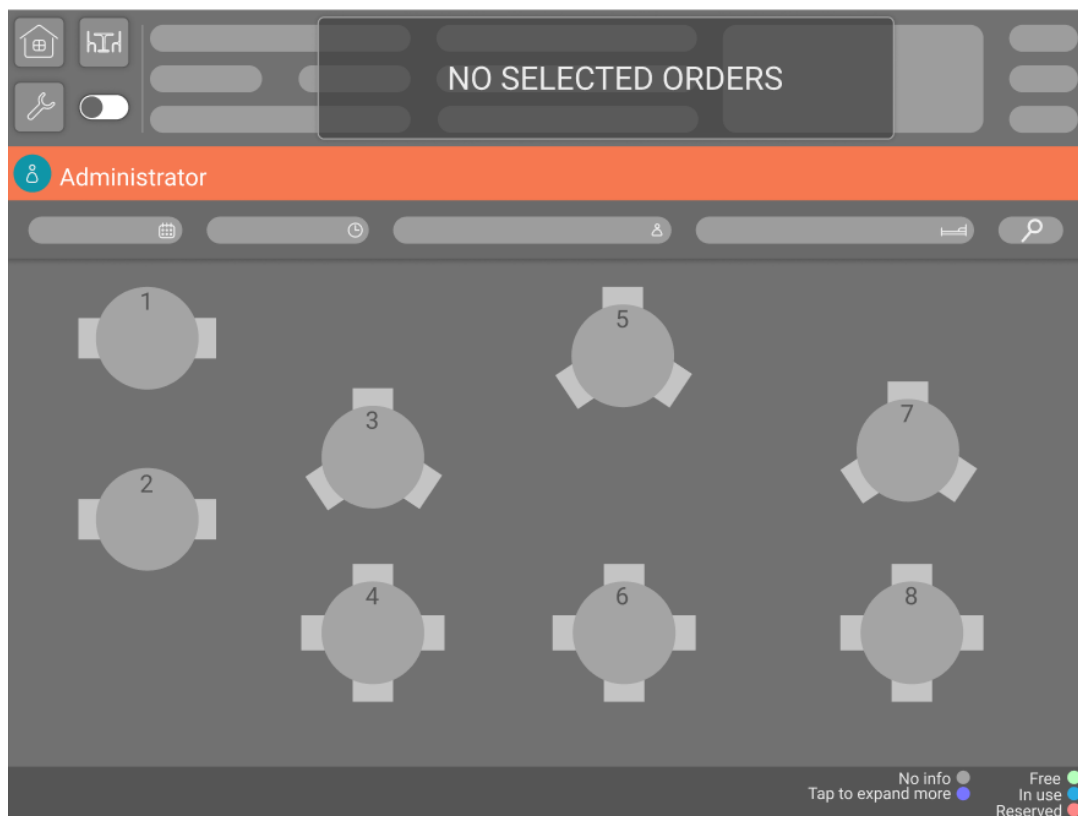 NO SELECTED ORDERS
Administrator
1
5
3
7
2
4
6
8
No info
Free
Tap to expand more
In use
Reserved